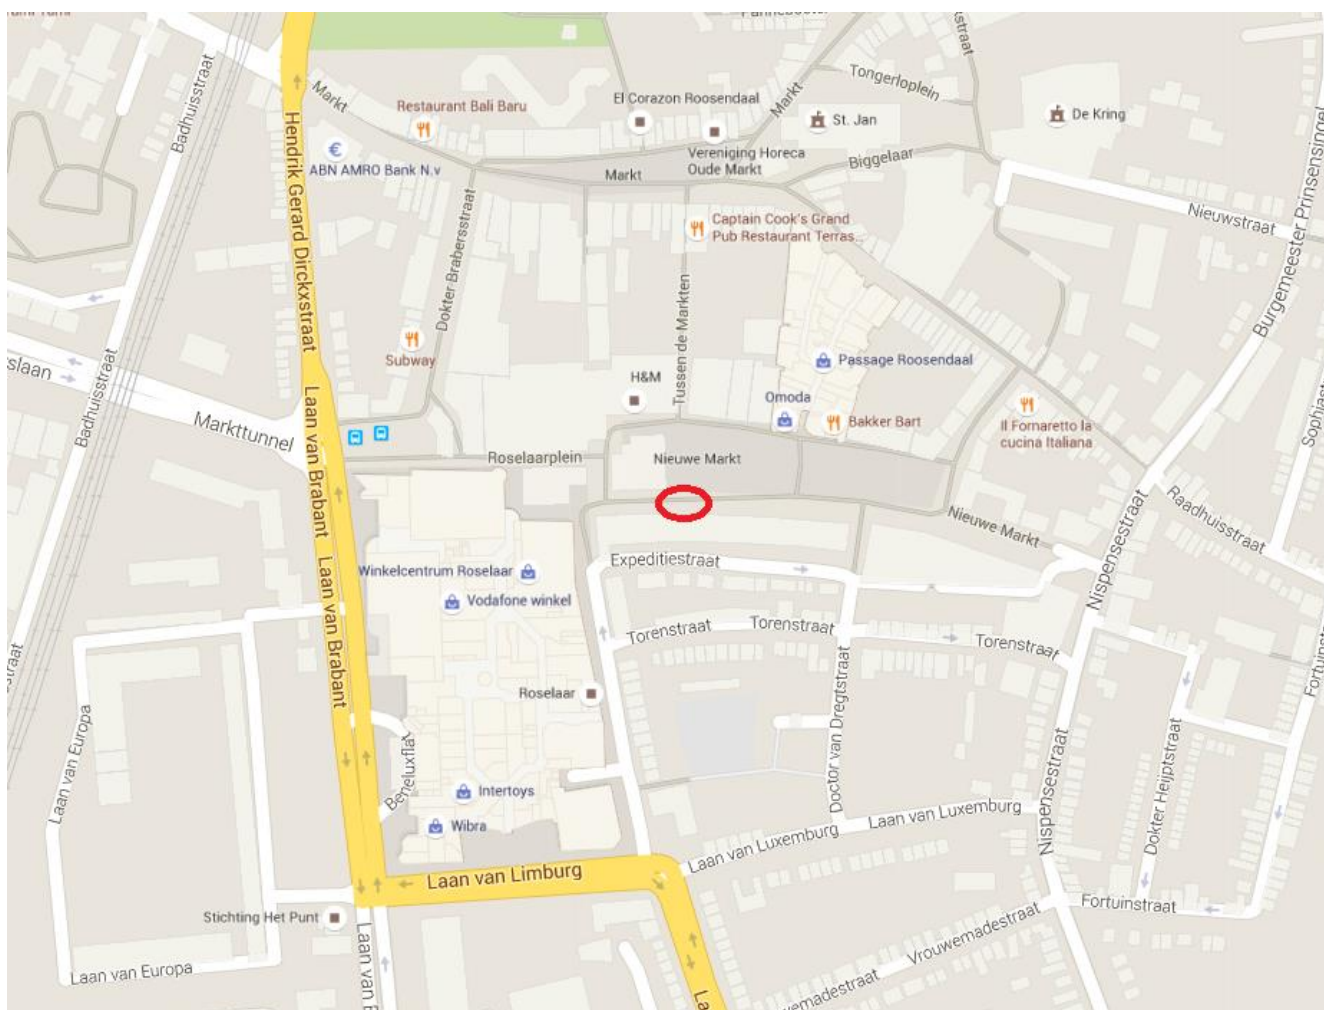 Badhuisstraat
Markt
Restaurant Bali Baru
El Corazon Roosendaal
Markt
Tongerloplein
St. Jan
De Kring
straat
Hendrik Gerard Dirckxstraat
ABN AMRO Bank N.v
Vereniging Horeca
Oude Markt
Markt
Biggelaar
Nieuwstraat
Burgemeester Prinsensingel
Captain Cook's Grand
Pub Restaurant Terras...
Dokter Brabersstraat
Tussen de Markten
Subway
H&M
Passage Roosendaal
Omoda
Bakker Bart
Il Fornaretto la
cucina Italiana
slaan
Badhuisstraat
Markttunnel
Laan van Brabant
Roselaarplein
Nieuwe Markt
Nieuwe Markt
Raadhuisstraat
Nispensestraat
Expeditiestraat
Winkelcentrum Roselaar
Vodafone winkel
Laan van Brabant
Torenstraat
Torenstraat
Torenstraat
straat
Roselaar
Doctor van Dregtstraat
Laan van Europa
Beneluxflat
Intertoys
Wibra
Nispensestraat
Dokter Heijptstraat
Laan van Luxemburg
Laan van Luxemburg
Laan van Limburg
Fortuinstraat
Stichting Het Punt
Laan van
Vrouwemadestraat
Laan van Europa
La